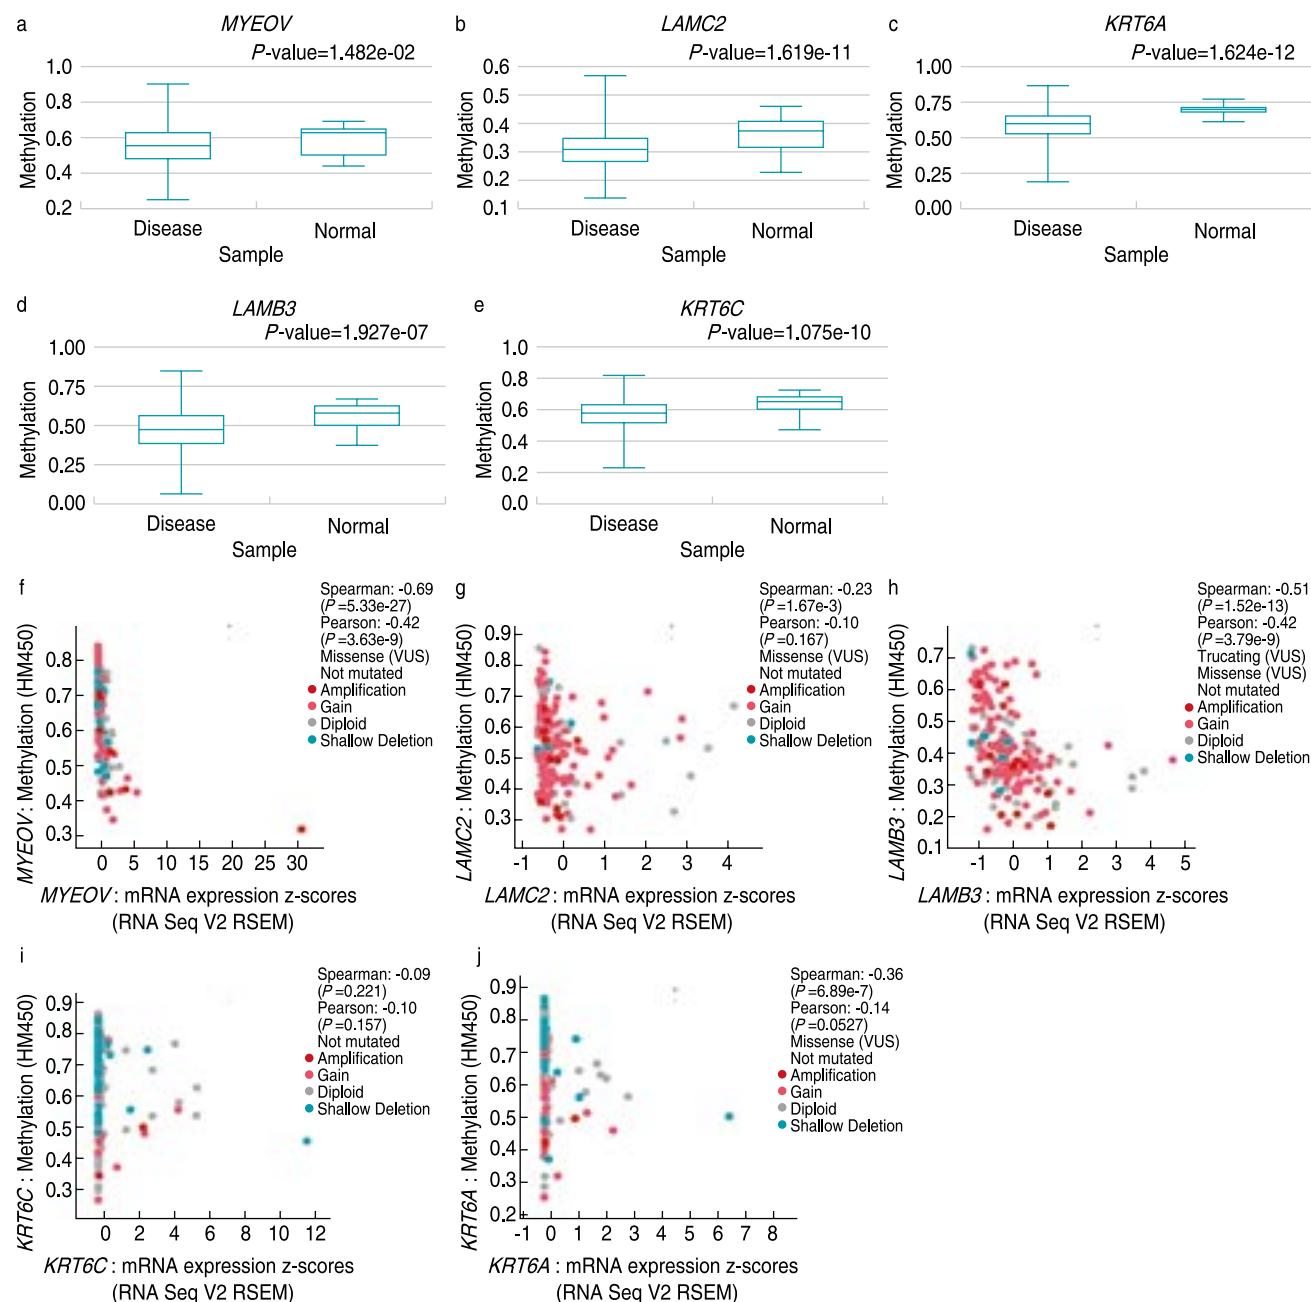 a
MYEOV
P-value=1.482e-02
Methylation
1.0
0.8
0.6
0.4
0.2
Disease
Normal
Sample
b
LAMC2
P-value=1.619e-11
Methylation
0.6
0.5
0.4
0.3
0.2
0.1
Disease
Normal
Sample
c
KRT6A
P-value=1.624e-12
Methylation
1.00
0.75
0.50
0.25
0.00
Disease
Normal
Sample
d
LAMB3
P-value=1.927e-07
Methylation
1.00
0.75
0.50
0.25
0.00
Disease
Normal
Sample
e
KRT6C
P-value=1.075e-10
Methylation
1.0
0.8
0.6
0.4
0.2
0.0
Disease
Normal
Sample
f
Spearman: -0.69
(P =5.33e-27)
Pearson: -0.42
(P =3.63e-9)
Missense (VUS)
Not mutated
Amplification
Gain
Diploid
Shallow Deletion
MYEOV : Methylation (HM450)
0.8
0.7
0.6
0.5
0.4
0.3
0 5 10 15 20 25 30
MYEOV : mRNA expression z-scores
(RNA Seq V2 RSEM)
g
Spearman: -0.23
(P =1.67e-3)
Pearson: -0.10
(P =0.167)
Missense (VUS)
Not mutated
Amplification
Gain
Diploid
Shallow Deletion
LAMC2 : Methylation (HM450)
0.9
0.8
0.7
0.6
0.5
0.4
0.3
-1 0 1 2 3 4
LAMC2 : mRNA expression z-scores
(RNA Seq V2 RSEM)
h
Spearman: -0.51
(P =1.52e-13)
Pearson: -0.42
(P =3.79e-9)
Trucating (VUS)
Missense (VUS)
Not mutated
Amplification
Gain
Diploid
Shallow Deletion
LAMB3 : Methylation (HM450)
0.8
0.7
0.6
0.5
0.4
0.3
0.2
0.1
-1 0 1 2 3 4 5
LAMB3 : mRNA expression z-scores
(RNA Seq V2 RSEM)
i
Spearman: -0.09
(P =0.221)
Pearson: -0.10
(P =0.157)
Not mutated
Amplification
Gain
Diploid
Shallow Deletion
KRT6C : Methylation (HM450)
0.9
0.8
0.7
0.6
0.5
0.4
0.3
0 2 4 6 8 10 12
KRT6C : mRNA expression z-scores
(RNA Seq V2 RSEM)
j
Spearman: -0.36
(P =6.89e-7)
Pearson: -0.14
(P =0.0527)
Missense (VUS)
Not mutated
Amplification
Gain
Diploid
Shallow Deletion
KRT6A : Methylation (HM450)
0.9
0.8
0.7
0.6
0.5
0.4
0.3
0.2
-1 0 1 2 3 4 5 6 7 8
KRT6A : mRNA expression z-scores
(RNA Seq V2 RSEM)